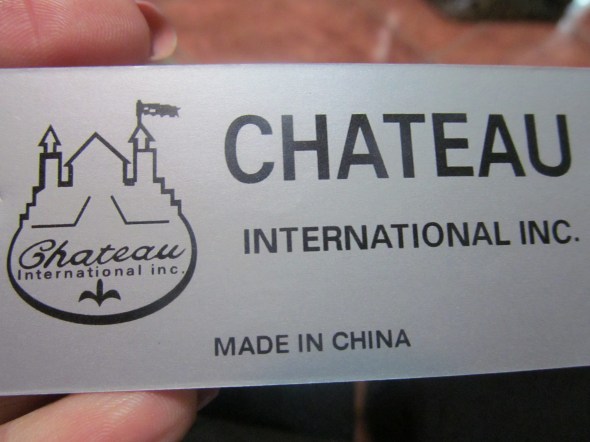 CHATEAU
INTERNATIONAL INC.
Chateau
International inc.
MADE IN CHINA